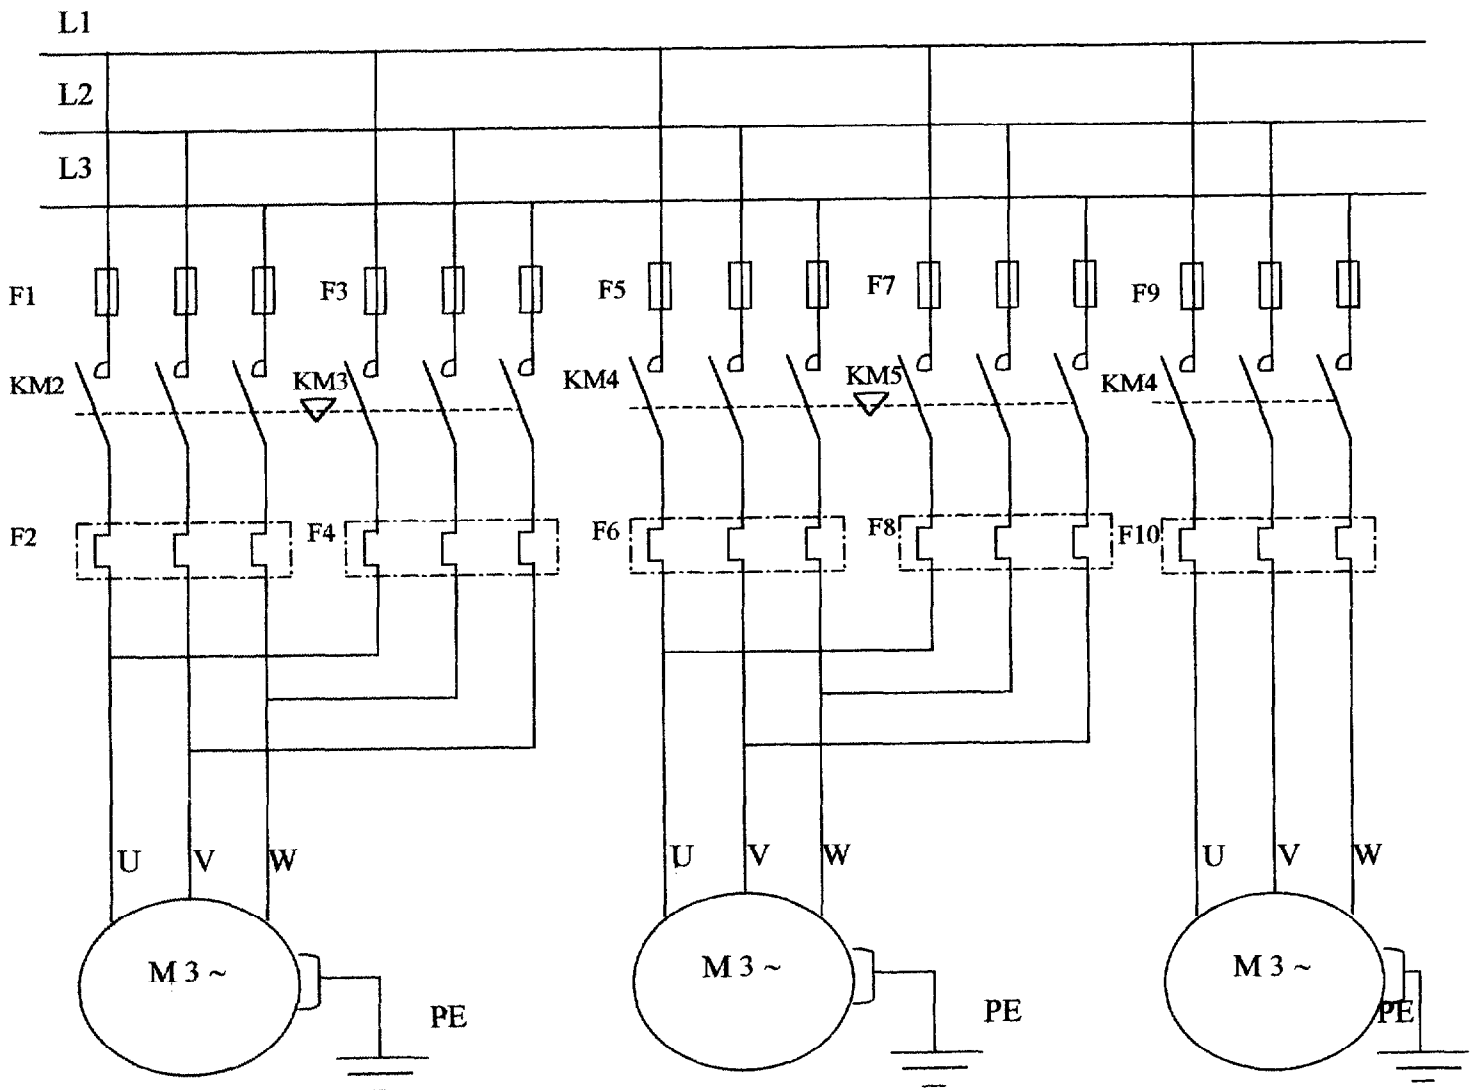 L1
L2
L3
F1 F3 F5 F7 F9
KM2 KM3 KM4 KM5 KM4
F2 F4 F6 F8 F10
U V W U V W U V W
M 3 ~ M 3 ~ M 3 ~
PE PE PE